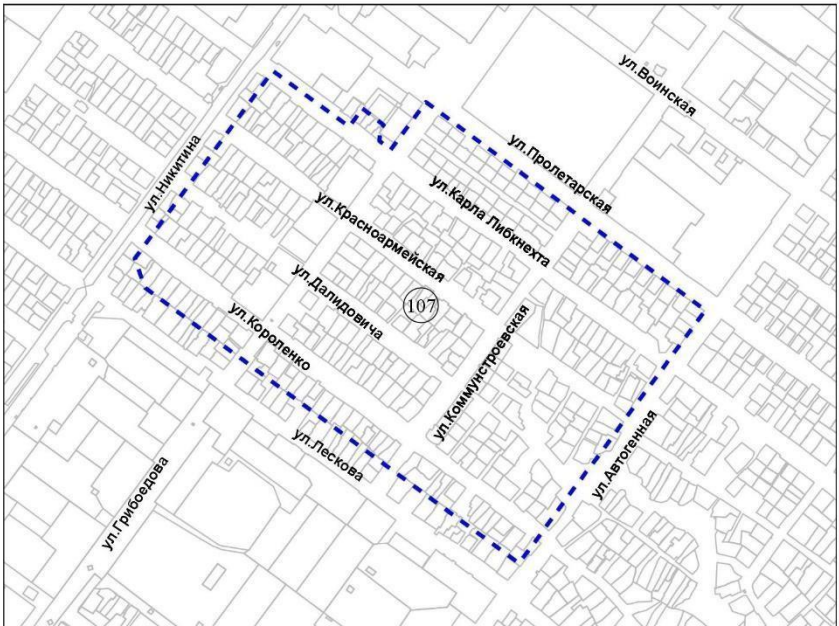 ул.Воинская
ул.Пролетарская
ул.Никитина
ул.Карла Либкнехта
ул.Красноармейская
ул.Далидовича
107
ул.Короленко
ул.Коммунстроевская
ул.Автогенная
ул.Лескова
ул.Грибоедова